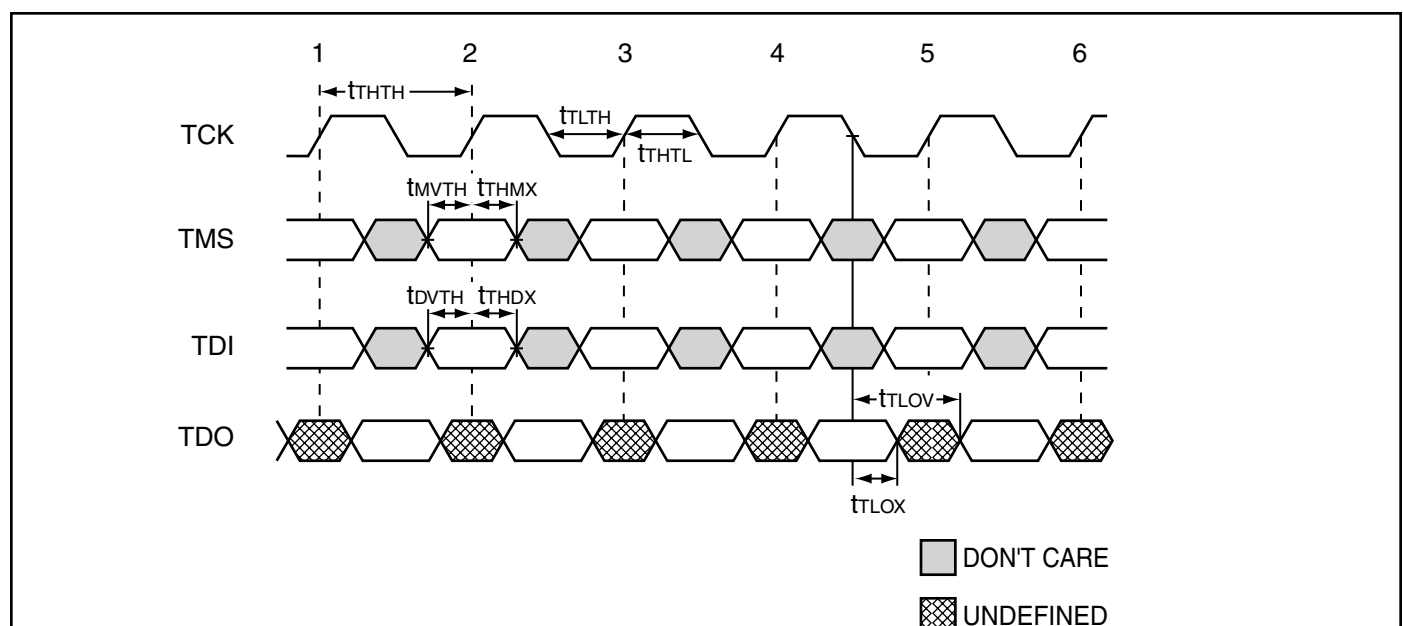 1 2 3 4 5 6
tTHTH
TCK
tTLTH
tTHTL
tMVTH tTHMX
TMS
tDVTH tTHDX
TDI
tTLOV
TDO
tTLOX
DON'T CARE
UNDEFINED